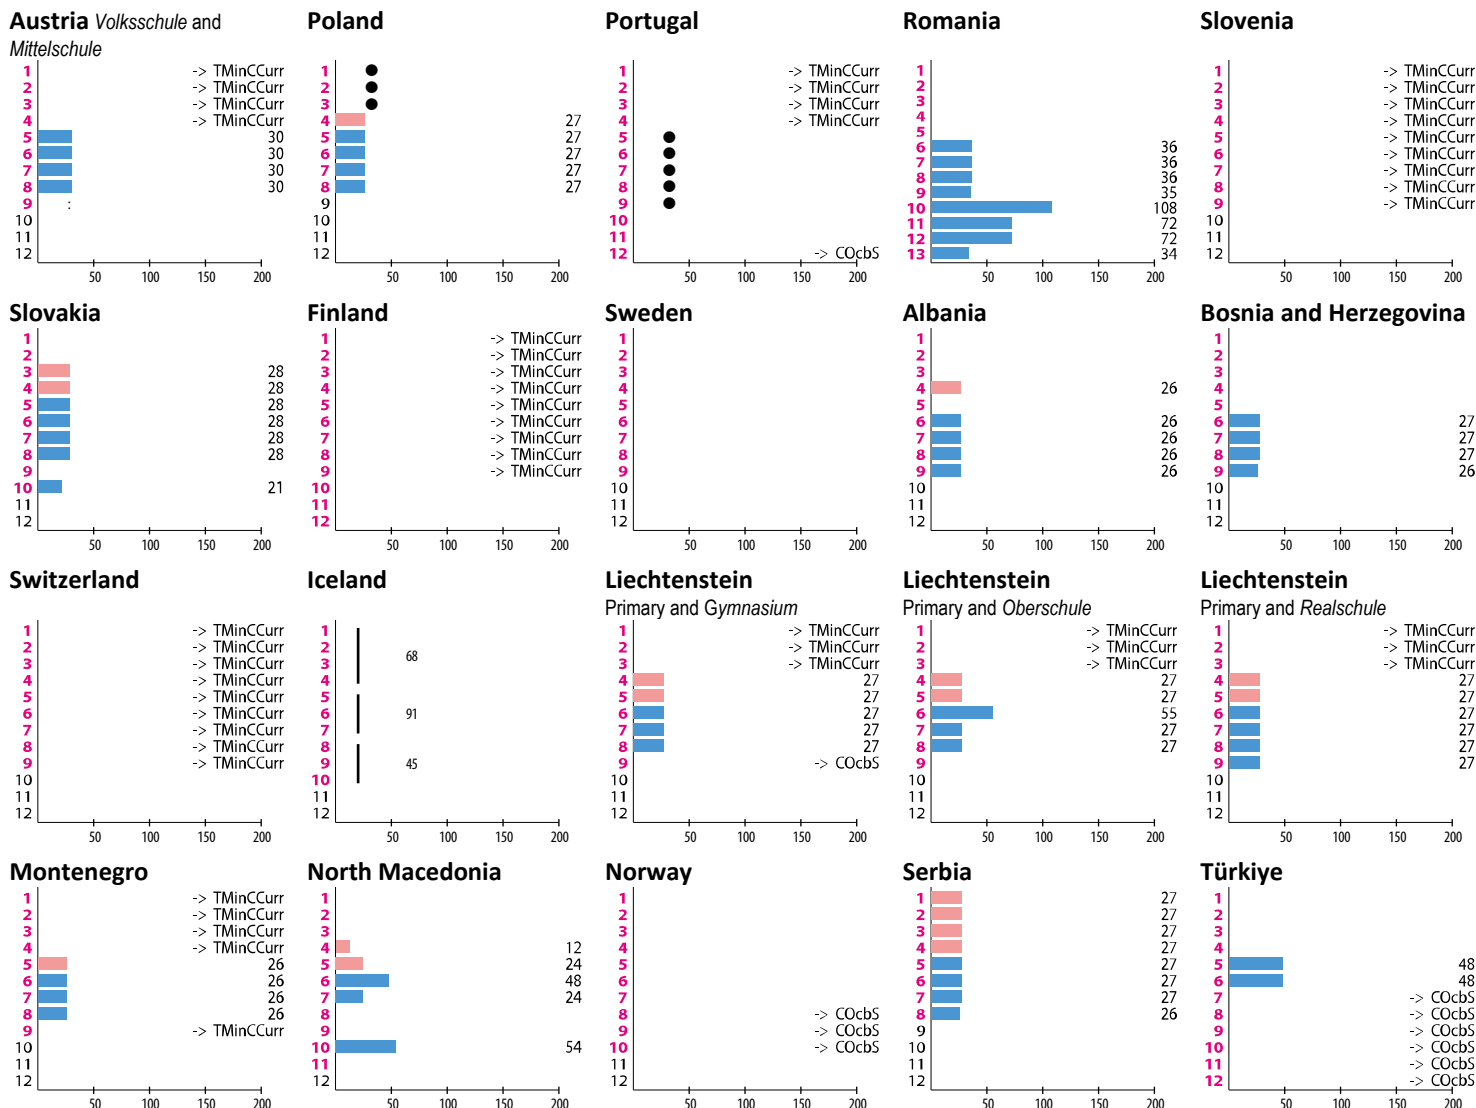 Austria Volksschule and
Mittelschule
1 -> TMinCCurr
2 -> TMinCCurr
3 -> TMinCCurr
4 -> TMinCCurr
5 30
6 30
7 30
8 30
9 :
10
11
12
50 100 150 200
Poland
1
2
3
4 27
5 27
6 27
7 27
8 27
9
10
11
12
50 100 150 200
Portugal
1 -> TMinCCurr
2 -> TMinCCurr
3 -> TMinCCurr
4 -> TMinCCurr
5
6
7
8
9
10
11
12 -> COcbS
50 100 150 200
Romania
1
2
3
4
5
6 36
7 36
8 36
9 35
10 108
11 72
12 72
13 34
50 100 150 200
Slovenia
1 -> TMinCCurr
2 -> TMinCCurr
3 -> TMinCCurr
4 -> TMinCCurr
5 -> TMinCCurr
6 -> TMinCCurr
7 -> TMinCCurr
8 -> TMinCCurr
9 -> TMinCCurr
10
11
12
50 100 150 200
Slovakia
1
2
3 28
4 28
5 28
6 28
7 28
8 28
9
10 21
11
12
50 100 150 200
Finland
1 -> TMinCCurr
2 -> TMinCCurr
3 -> TMinCCurr
4 -> TMinCCurr
5 -> TMinCCurr
6 -> TMinCCurr
7 -> TMinCCurr
8 -> TMinCCurr
9 -> TMinCCurr
10
11
12
50 100 150 200
Sweden
1
2
3
4
5
6
7
8
9
10
11
12
50 100 150 200
Albania
1
2
3
4 26
5
6 26
7 26
8 26
9 26
10
11
12
50 100 150 200
Bosnia and Herzegovina
1
2
3
4
5
6 27
7 27
8 27
9 26
10
11
12
50 100 150 200
Switzerland
1 -> TMinCCurr
2 -> TMinCCurr
3 -> TMinCCurr
4 -> TMinCCurr
5 -> TMinCCurr
6 -> TMinCCurr
7 -> TMinCCurr
8 -> TMinCCurr
9 -> TMinCCurr
10
11
12
50 100 150 200
Iceland
1
2
68
3
4
5
6 91
7
8
9 45
10
11
12
50 100 150 200
Liechtenstein
Primary and Gymnasium
1 -> TMinCCurr
2 -> TMinCCurr
3 -> TMinCCurr
4 27
5 27
6 27
7 27
8 27
9 -> COcbS
10
11
12
50 100 150 200
Liechtenstein
Primary and Oberschule
1 -> TMinCCurr
2 -> TMinCCurr
3 -> TMinCCurr
4 27
5 27
6 55
7 27
8 27
9
10
11
12
50 100 150 200
Liechtenstein
Primary and Realschule
1 -> TMinCCurr
2 -> TMinCCurr
3 -> TMinCCurr
4 27
5 27
6 27
7 27
8 27
9 27
10
11
12
50 100 150 200
Montenegro
1 -> TMinCCurr
2 -> TMinCCurr
3 -> TMinCCurr
4 -> TMinCCurr
5 26
6 26
7 26
8 26
9 -> TMinCCurr
10
11
12
50 100 150 200
North Macedonia
1
2
3
4 12
5 24
6 48
7 24
8
9
10 54
11
12
50 100 150 200
Norway
1
2
3
4
5
6
7
8 -> COcbS
9 -> COcbS
10 -> COcbS
11
12
50 100 150 200
Serbia
1 27
2 27
3 27
4 27
5 27
6 27
7 27
8 26
9
10
11
12
50 100 150 200
Türkiye
1
2
3
4
5 48
6 48
7 -> COcbS
8 -> COcbS
9 -> COcbS
10 -> COcbS
11 -> COcbS
12 -> COcbS
50 100 150 200